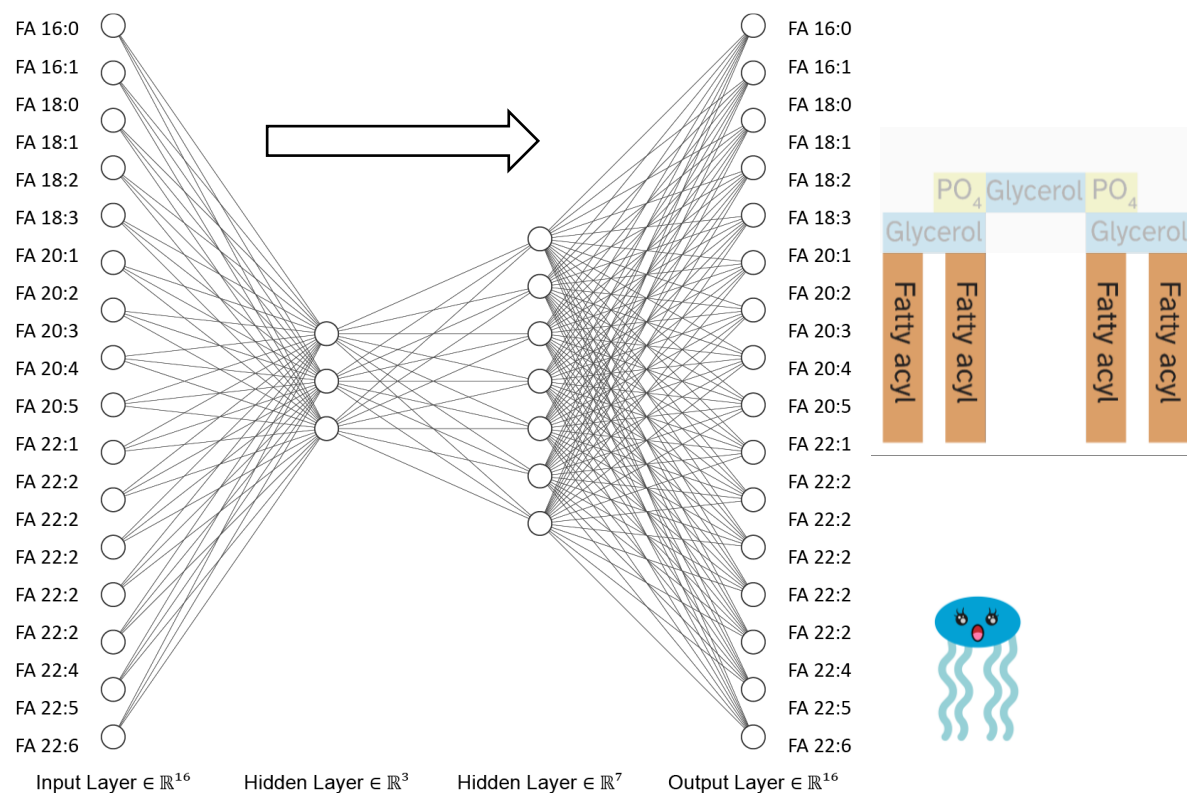 FA 16:0
FA 16:1
FA 18:0
FA 18:1
FA 18:2
FA 18:3
FA 20:1
FA 20:2
FA 20:3
FA 20:4
FA 20:5
FA 22:1
FA 22:2
FA 22:2
FA 22:2
FA 22:2
FA 22:2
FA 22:4
FA 22:5
FA 22:6
FA 16:0
FA 16:1
FA 18:0
FA 18:1
FA 18:2
FA 18:3
FA 20:1
FA 20:2
FA 20:3
FA 20:4
FA 20:5
FA 22:1
FA 22:2
FA 22:2
FA 22:2
FA 22:2
FA 22:2
FA 22:4
FA 22:5
FA 22:6
PO₄ Glycerol PO₄
Glycerol Glycerol
Fatty acyl
Fatty acyl
Fatty acyl
Fatty acyl
Input Layer ∈ ℝ¹⁶ Hidden Layer ∈ ℝ³ Hidden Layer ∈ ℝ⁷ Output Layer ∈ ℝ¹⁶